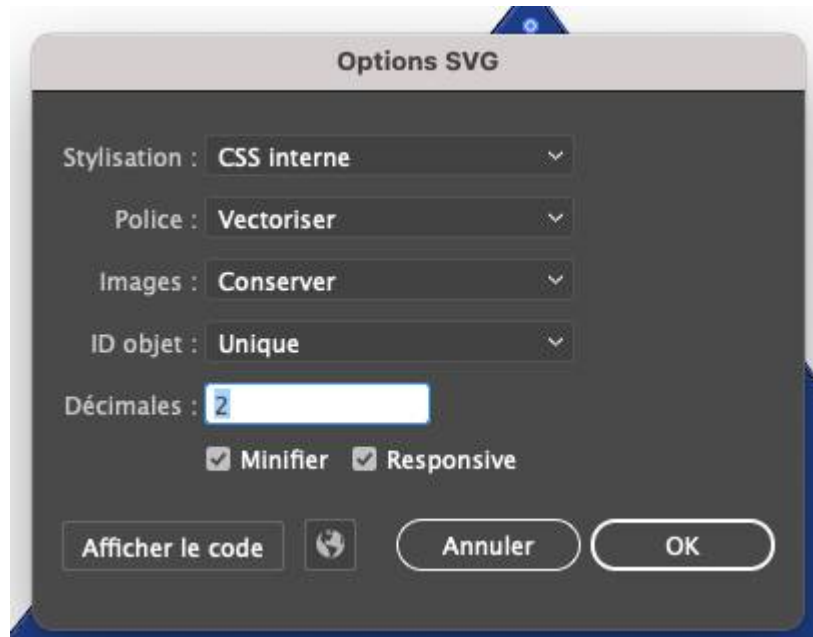 Options SVG
Stylisation : CSS interne
Police : Vectoriser
Images : Conserver
ID objet : Unique
Décimales : 2
Minifier Responsive
Afficher le code Annuler OK